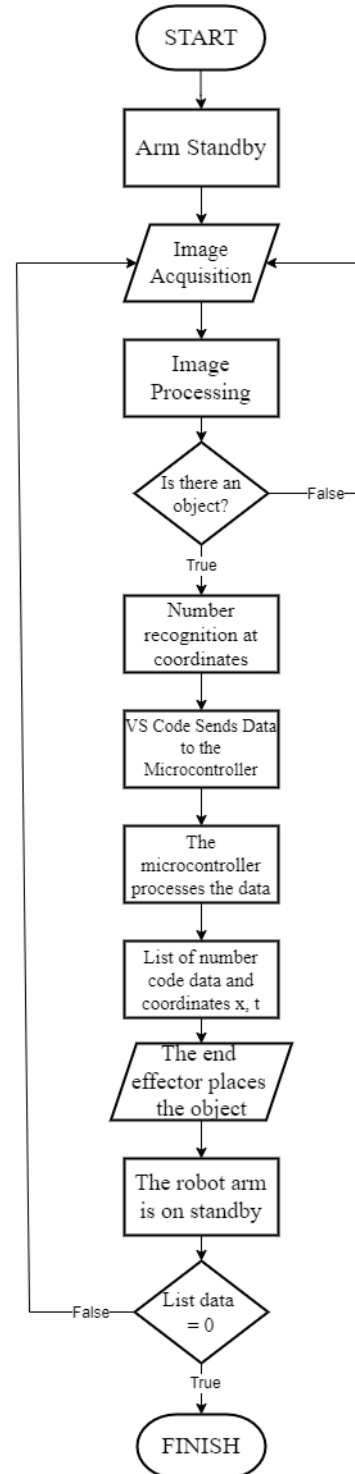 START
Arm Standby
Image
Acquisition
Image
Processing
Is there an
object?
False
True
Number
recognition at
coordinates
VS Code Sends Data
to the
Microcontroller
The
microcontroller
processes the data
List of number
code data and
coordinates x, t
The end
effector places
the object
The robot arm
is on standby
List data
= 0
False
True
FINISH